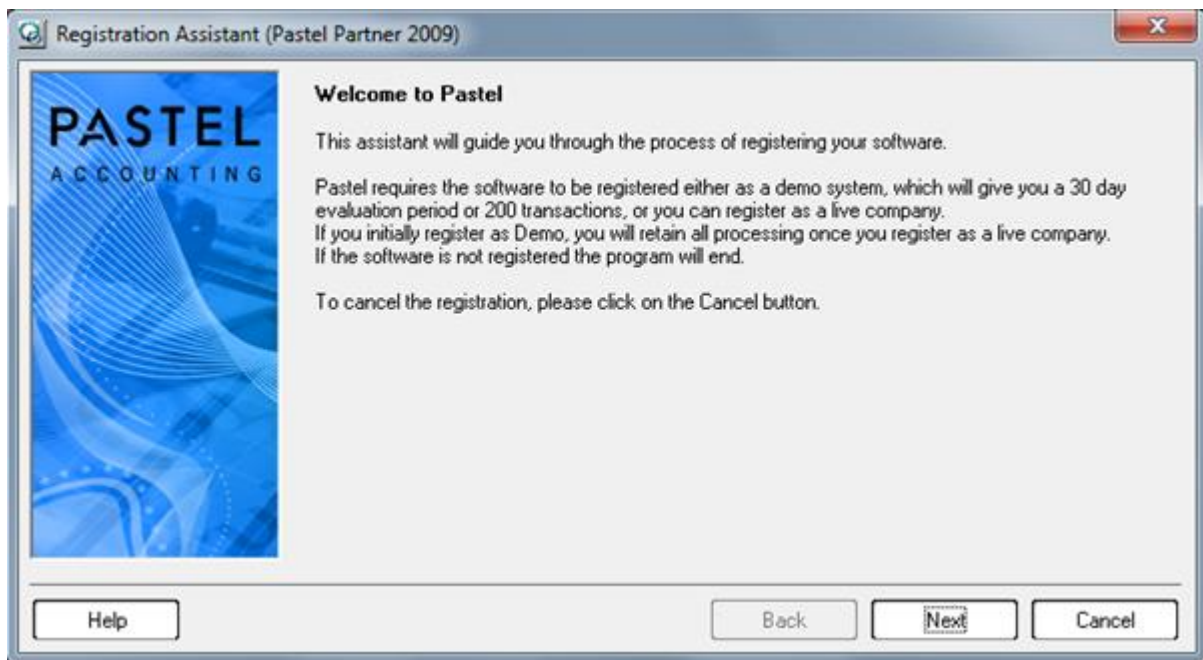 Registration Assistant (Pastel Partner 2009)
PASTEL
ACCOUNTING
Welcome to Pastel
This assistant will guide you through the process of registering your software.
Pastel requires the software to be registered either as a demo system, which will give you a 30 day
evaluation period or 200 transactions, or you can register as a live company.
If you initially register as Demo, you will retain all processing once you register as a live company.
If the software is not registered the program will end.
To cancel the registration, please click on the Cancel button.
Help
Back
Next
Cancel